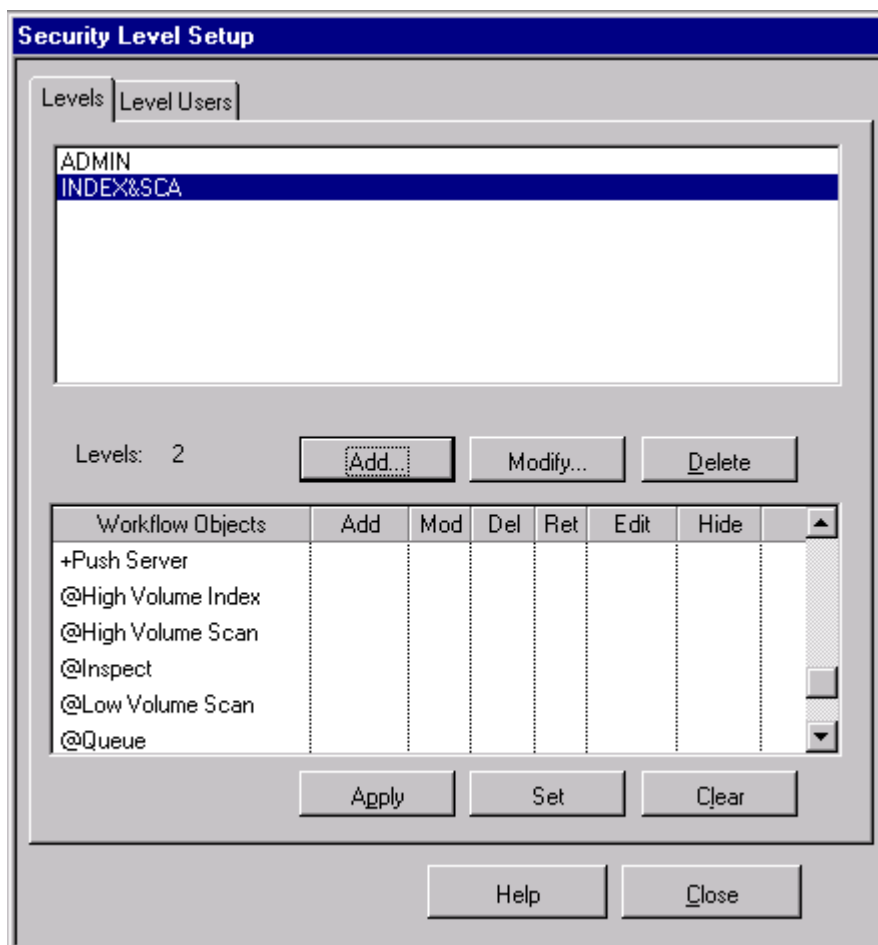 Security Level Setup
Levels Level Users
ADMIN
INDEX&SCA
Levels: 2 Add... Modify... Delete
Workflow Objects Add Mod Del Ret Edit Hide
+Push Server
@High Volume Index
@High Volume Scan
@Inspect
@Low Volume Scan
@Queue
Apply Set Clear
Help Close